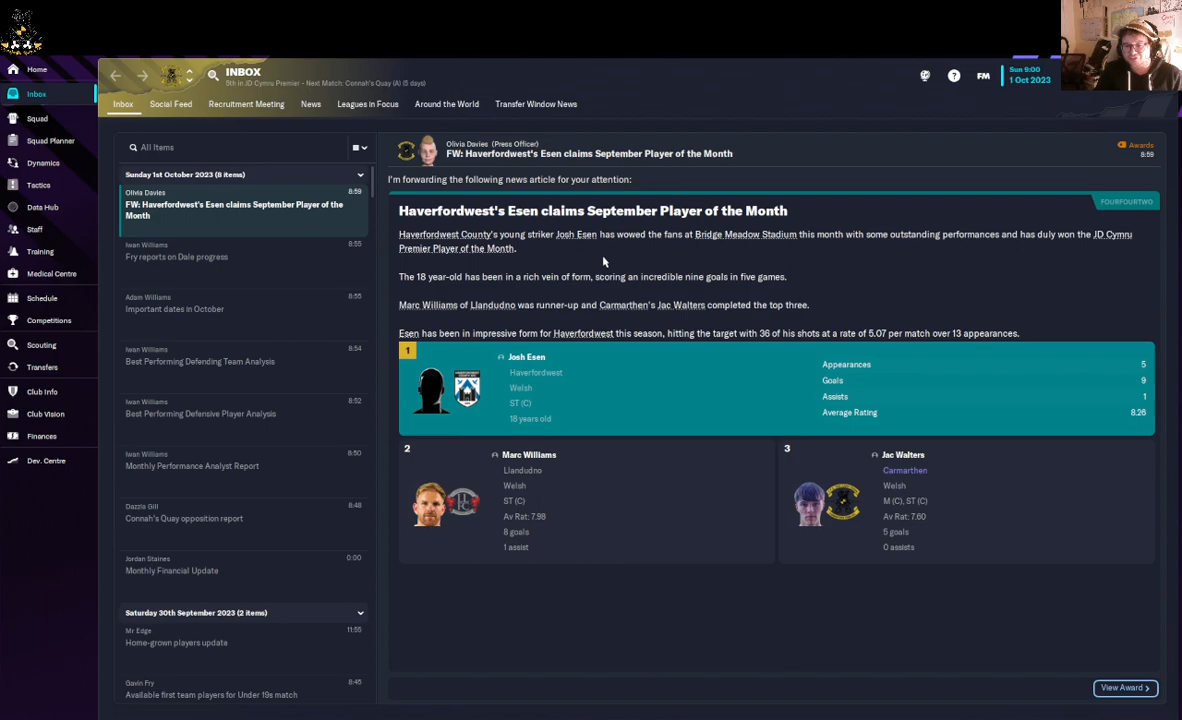 Home
Inbox
Squad
Squad Planner
Dynamics
Tactics
Data Hub
Staff
Training
Medical Centre
Schedule
Competitions
Scouting
Transfers
Club Info
Club Vision
Finances
Dev. Centre
INBOX
5th in JD Cymru Premier - Next Match: Connah's Quay (A) (5 days)
FM
Sun 9:00
1 Oct 2023
Inbox Social Feed Recruitment Meeting News Leagues in Focus Around the World Transfer Window News
All Items
Sunday 1st October 2023 (8 items)
Olivia Davies 8:59
FW: Haverfordwest's Esen claims September Player of the
Month
Iwan Williams 8:55
Fry reports on Dale progress
Adam Williams 8:55
Important dates in October
Iwan Williams 8:54
Best Performing Defending Team Analysis
Iwan Williams 8:52
Best Performing Defensive Player Analysis
Iwan Williams 8:50
Monthly Performance Analyst Report
Dazzla Gill 8:48
Connah's Quay opposition report
Jordan Staines 0:00
Monthly Financial Update
Saturday 30th September 2023 (2 items)
Mr Edge 11:55
Home-grown players update
Gavin Fry 8:45
Available first team players for Under 19s match
Olivia Davies (Press Officer)
FW: Haverfordwest's Esen claims September Player of the Month
Awards
8:59
I'm forwarding the following news article for your attention:
FOURFOURTWO
Haverfordwest's Esen claims September Player of the Month
Haverfordwest County's young striker Josh Esen has wowed the fans at Bridge Meadow Stadium this month with some outstanding performances and has duly won the JD Cymru
Premier Player of the Month.
The 18 year-old has been in a rich vein of form, scoring an incredible nine goals in five games.
Marc Williams of Llandudno was runner-up and Carmarthen's Jac Walters completed the top three.
Esen has been in impressive form for Haverfordwest this season, hitting the target with 36 of his shots at a rate of 5.07 per match over 13 appearances.
1
Josh Esen
Haverfordwest
Welsh
ST (C)
18 years old
Appearances 5
Goals 9
Assists 1
Average Rating 8.26
2
Marc Williams
Llandudno
Welsh
ST (C)
Av Rat: 7.98
8 goals
1 assist
3
Jac Walters
Carmarthen
Welsh
M (C), ST (C)
Av Rat: 7.60
5 goals
0 assists
View Award